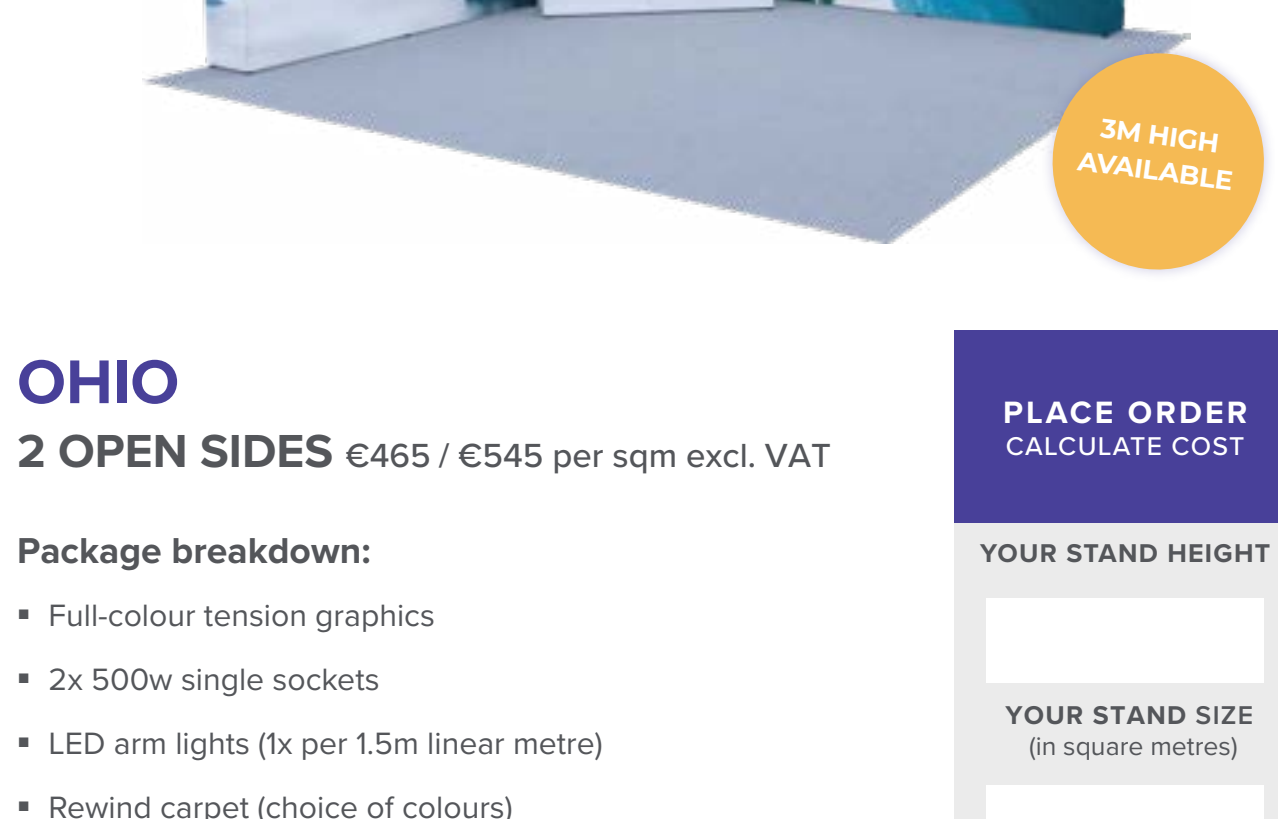 3M HIGH
AVAILABLE
OHIO
2 OPEN SIDES €465 / €545 per sqm excl. VAT
Package breakdown:
▪ Full-colour tension graphics
▪ 2x 500w single sockets
▪ LED arm lights (1x per 1.5m linear metre)
▪ Rewind carpet (choice of colours)
PLACE ORDER
CALCULATE COST
YOUR STAND HEIGHT
YOUR STAND SIZE
(in square metres)